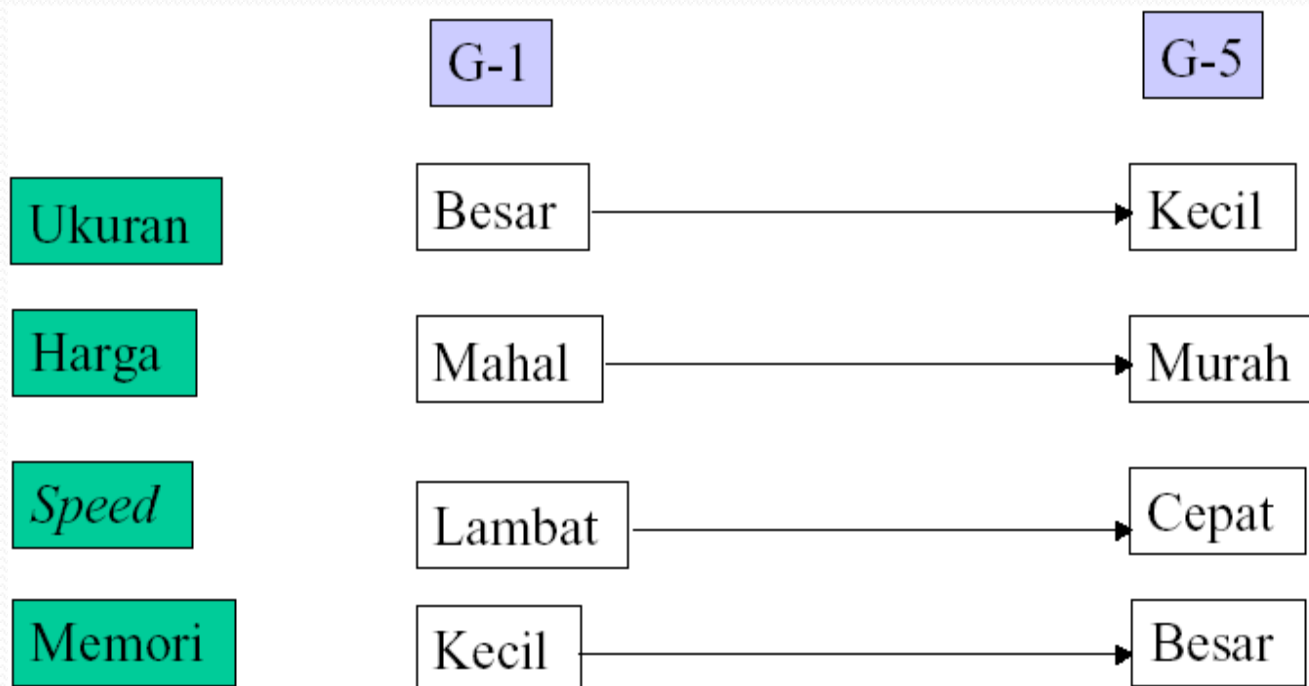 G-1 G-5
Ukuran Besar Kecil
Harga Mahal Murah
Speed Lambat Cepat
Memori Kecil Besar